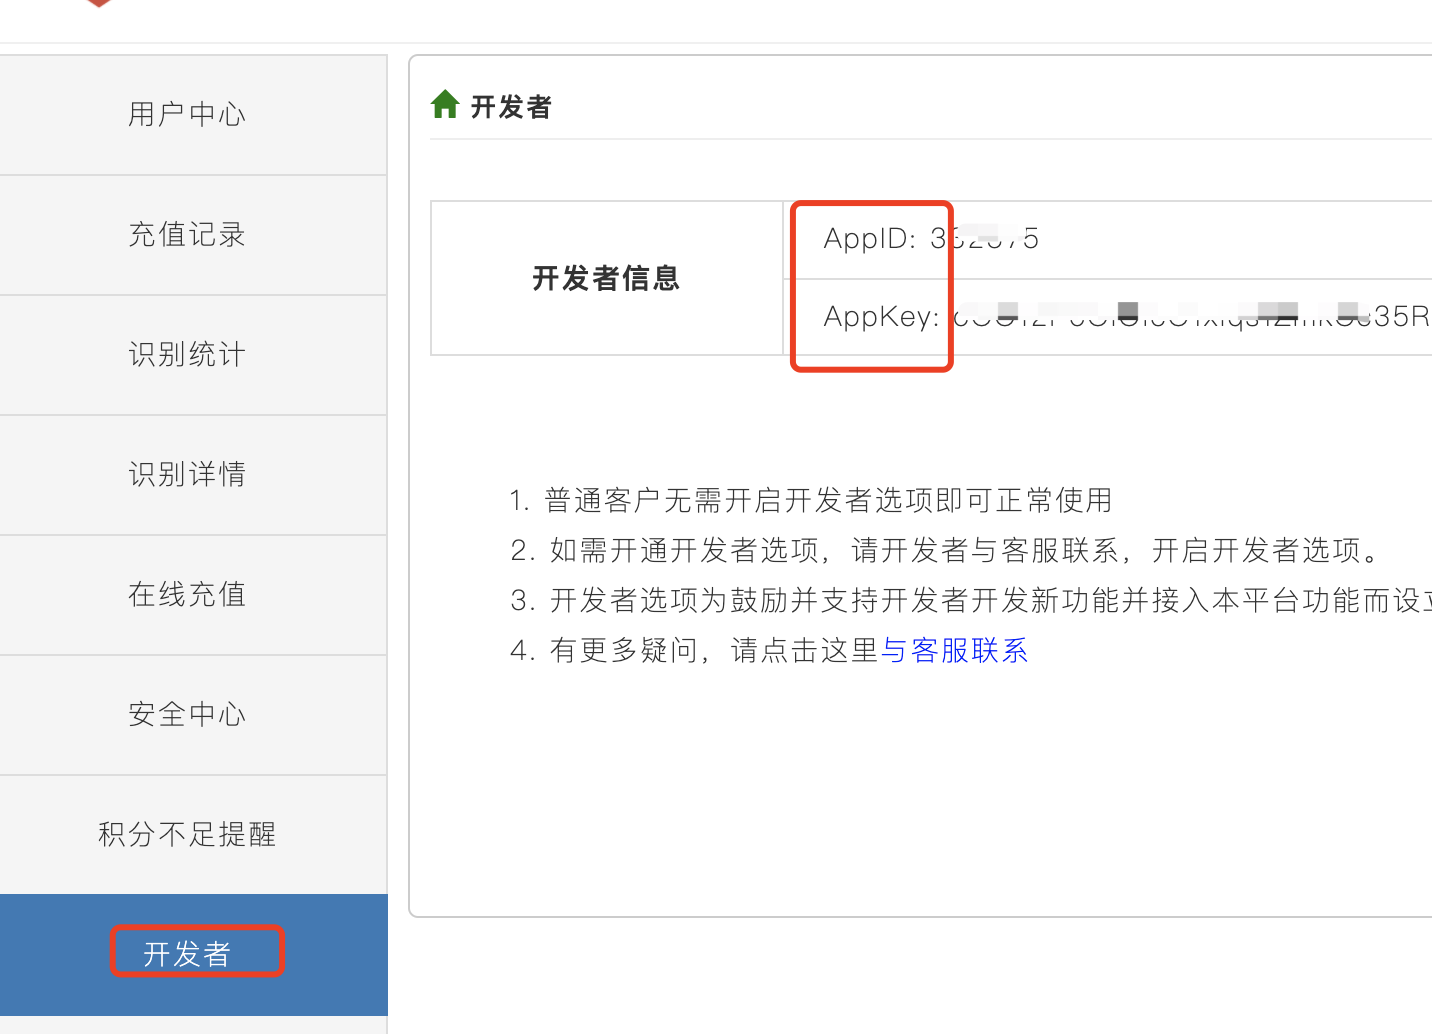 用户中心
充值记录
识别统计
识别详情
在线充值
安全中心
积分不足提醒
开发者
开发者
开发者信息
AppID:
AppKey:
1. 普通客户无需开启开发者选项即可正常使用
2. 如需开通开发者选项，请开发者与客服联系，开启开发者选项。
3. 开发者选项为鼓励并支持开发者开发新功能并接入本平台功能而设
4. 有更多疑问，请点击这里与客服联系